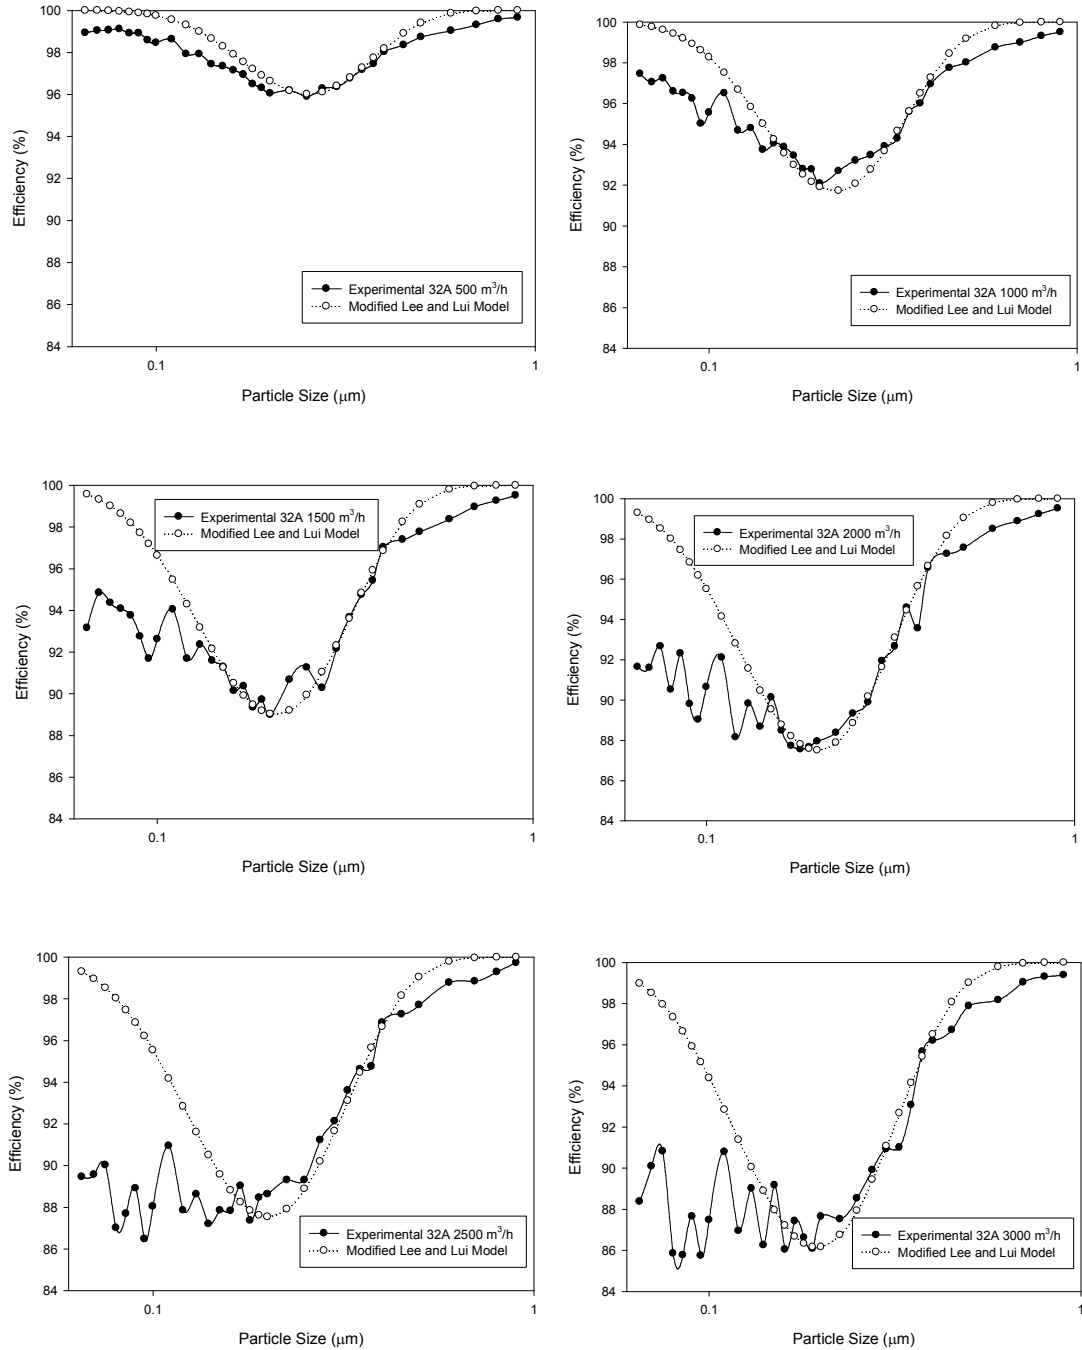 100
98
96
94
92
90
88
86
84
Efficiency (%)
Experimental 32A 500 m³/h
Modified Lee and Lui Model
0.1
1
Particle Size (μm)
100
98
96
94
92
90
88
86
84
Efficiency (%)
Experimental 32A 1000 m³/h
Modified Lee and Lui Model
0.1
1
Particle Size (μm)
100
98
96
94
92
90
88
86
84
Efficiency (%)
Experimental 32A 1500 m³/h
Modified Lee and Lui Model
0.1
1
Particle Size (μm)
100
98
96
94
92
90
88
86
84
Efficiency (%)
Experimental 32A 2000 m³/h
Modified Lee and Lui Model
0.1
1
Particle Size (μm)
100
98
96
94
92
90
88
86
84
Efficiency (%)
Experimental 32A 2500 m³/h
Modified Lee and Lui Model
0.1
1
Particle Size (μm)
100
98
96
94
92
90
88
86
84
Efficiency (%)
Experimental 32A 3000 m³/h
Modified Lee and Lui Model
0.1
1
Particle Size (μm)